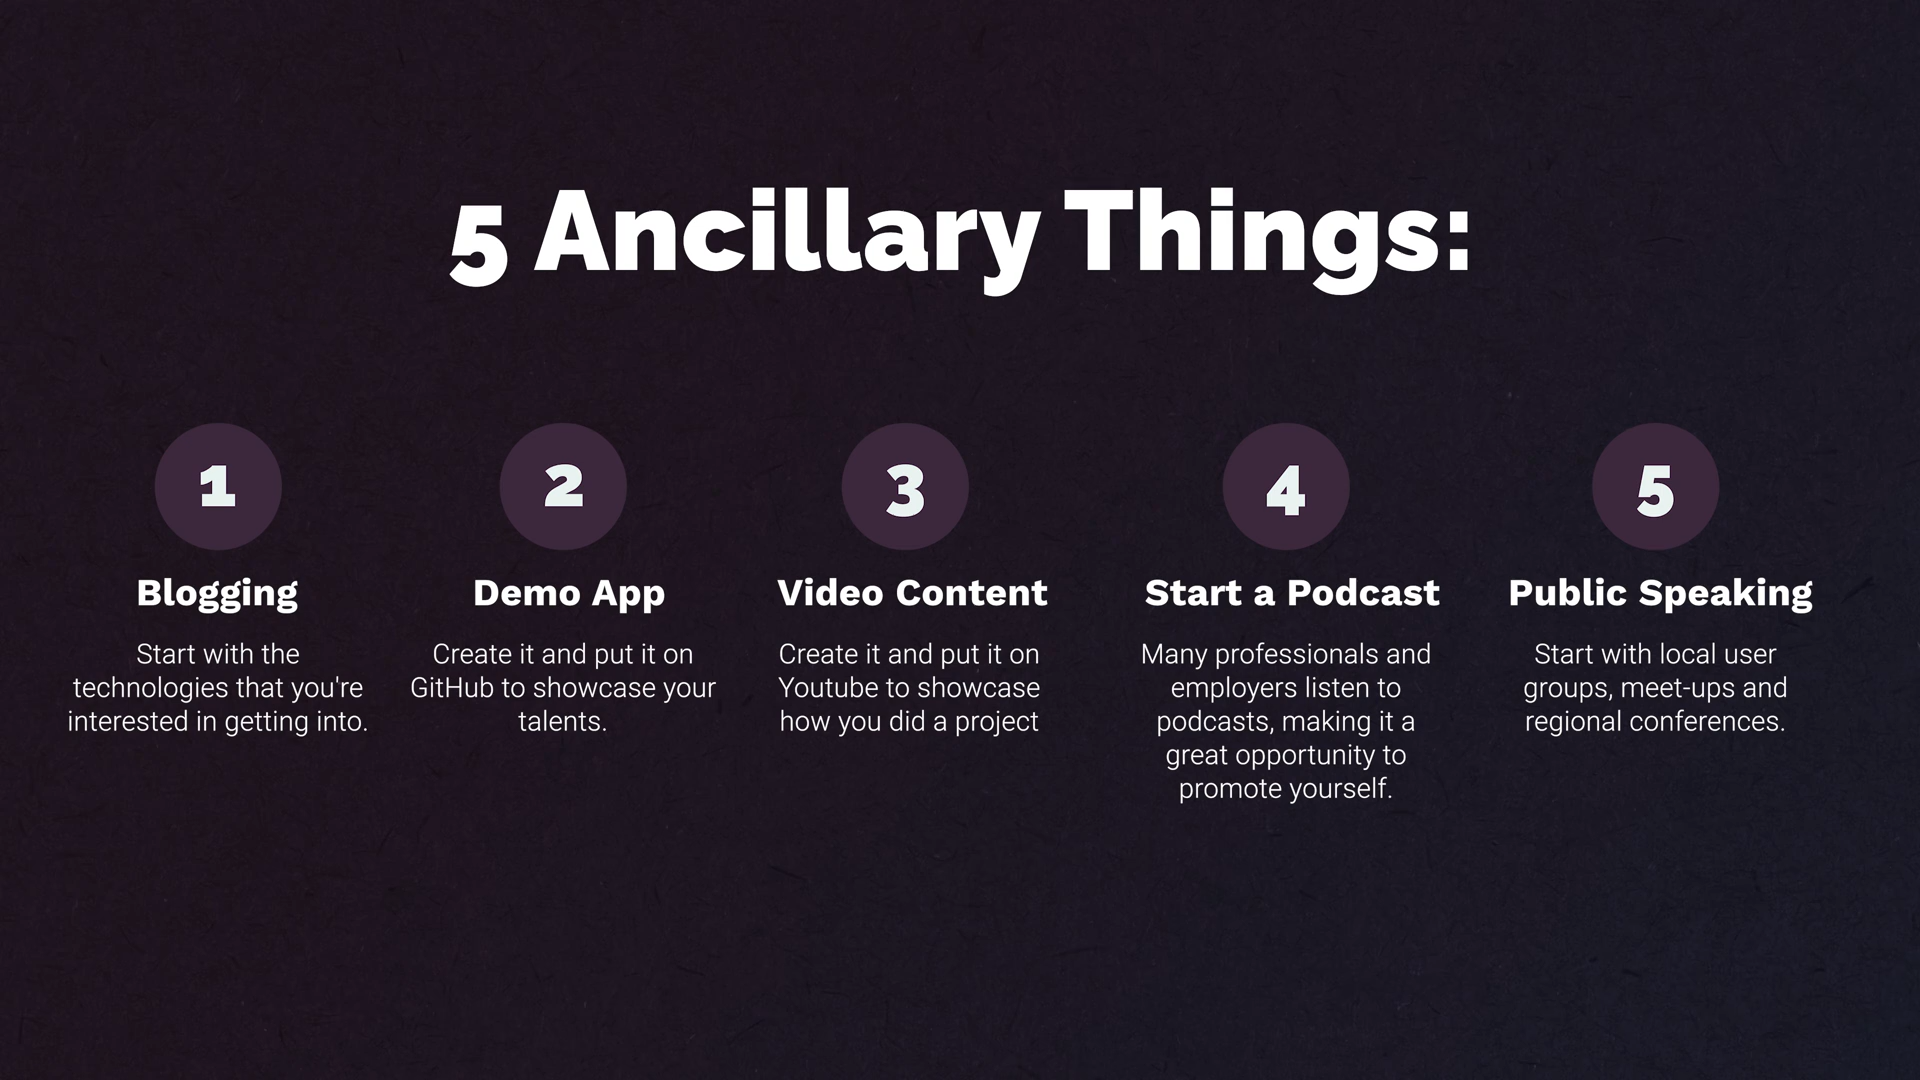 5 Ancillary Things:
1
Blogging
Start with the
technologies that you're
interested in getting into.
2
Demo App
Create it and put it on
GitHub to showcase your
talents.
3
Video Content
Create it and put it on
Youtube to showcase
how you did a project
4
Start a Podcast
Many professionals and
employers listen to
podcasts, making it a
great opportunity to
promote yourself.
5
Public Speaking
Start with local user
groups, meet-ups and
regional conferences.